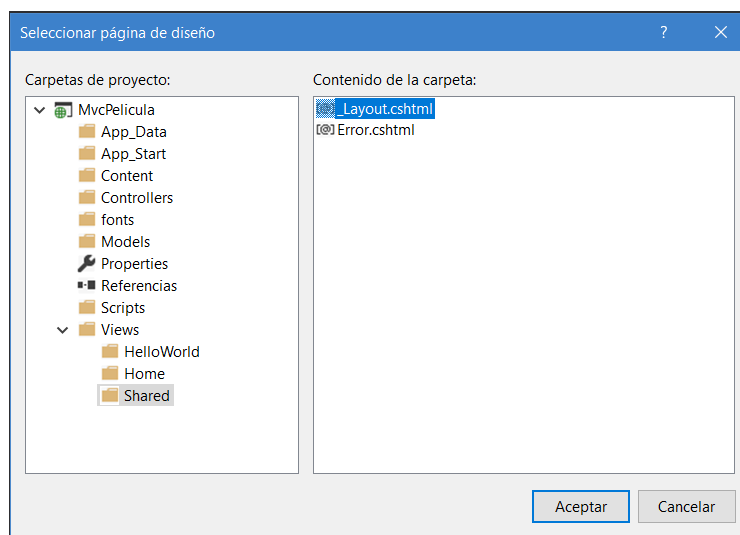 Seleccionar página de diseño
?
Carpetas de proyecto:
MvcPelicula
App_Data
App_Start
Content
Controllers
fonts
Models
Properties
Referencias
Scripts
Views
HelloWorld
Home
Shared
Contenido de la carpeta:
[@] _Layout.cshtml
[@] Error.cshtml
Aceptar
Cancelar